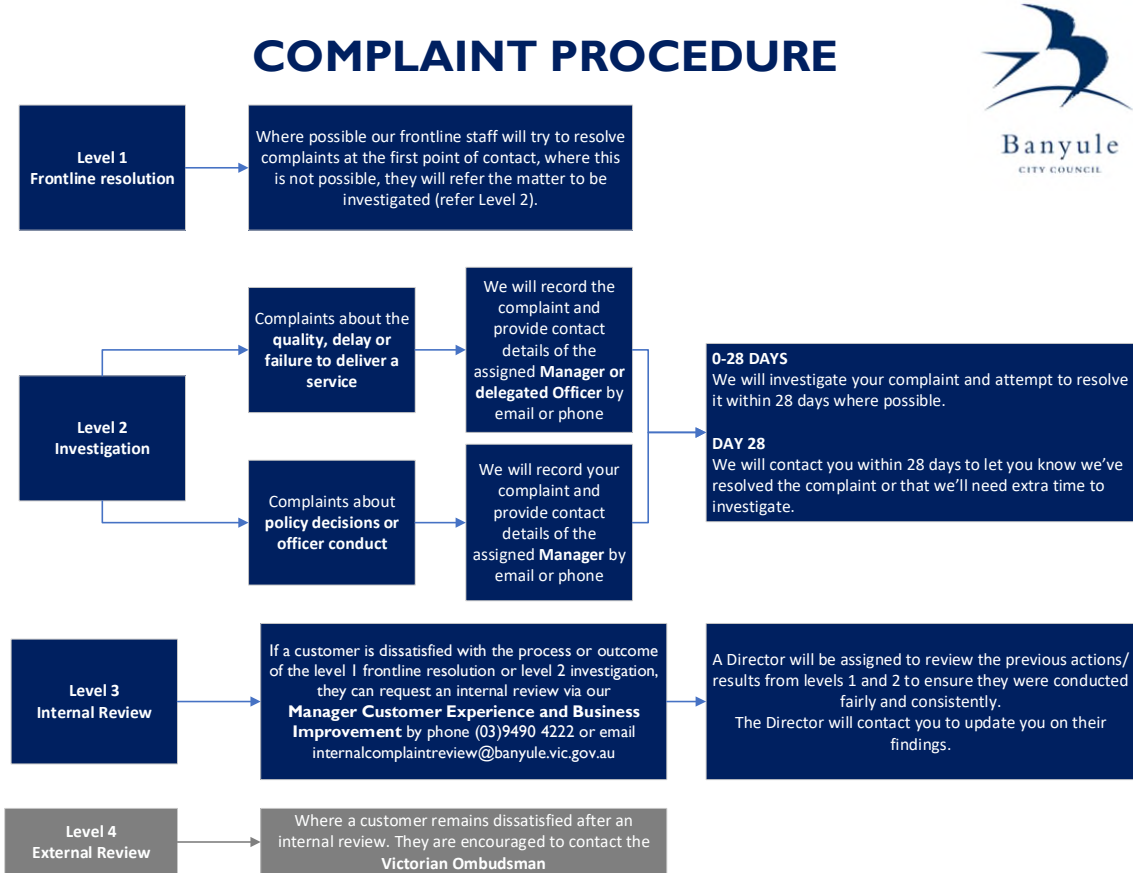 COMPLAINT PROCEDURE
Banyule
CITY COUNCIL
Level 1
Frontline resolution
Where possible our frontline staff will try to resolve
complaints at the first point of contact, where this
is not possible, they will refer the matter to be
investigated (refer Level 2).
Level 2
Investigation
Complaints about the
quality, delay or
failure to deliver a
service
We will record the
complaint and
provide contact
details of the
assigned Manager or
delegated Officer by
email or phone
Complaints about
policy decisions or
officer conduct
We will record your
complaint and
provide contact
details of the
assigned Manager by
email or phone
0-28 DAYS
We will investigate your complaint and attempt to resolve
it within 28 days where possible.
DAY 28
We will contact you within 28 days to let you know we’ve
resolved the complaint or that we’ll need extra time to
investigate.
Level 3
Internal Review
If a customer is dissatisfied with the process or outcome
of the level 1 frontline resolution or level 2 investigation,
they can request an internal review via our
Manager Customer Experience and Business
Improvement by phone (03)9490 4222 or email
internalcomplaintreview@banyule.vic.gov.au
A Director will be assigned to review the previous actions/
results from levels 1 and 2 to ensure they were conducted
fairly and consistently.
The Director will contact you to update you on their
findings.
Level 4
External Review
Where a customer remains dissatisfied after an
internal review. They are encouraged to contact the
Victorian Ombudsman